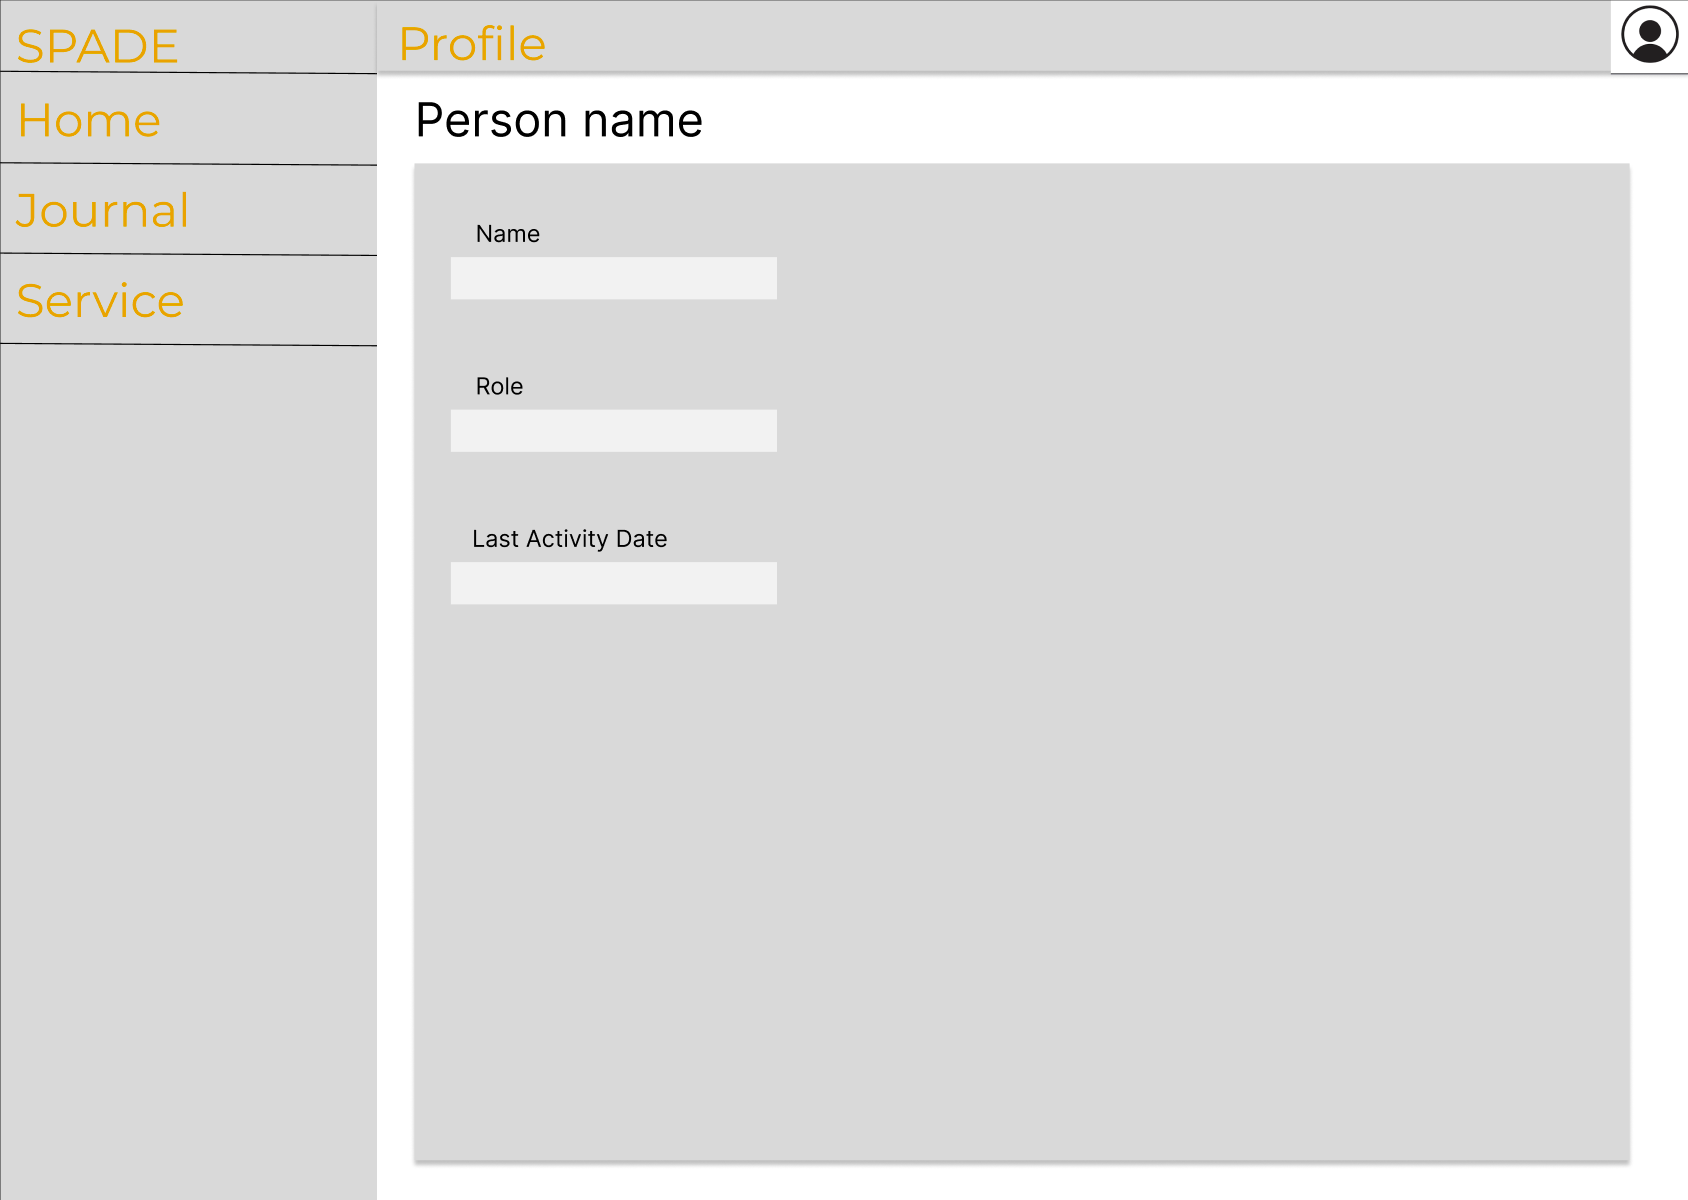 SPADE
Home
Journal
Service
Profile
Person name
Name
Role
Last Activity Date